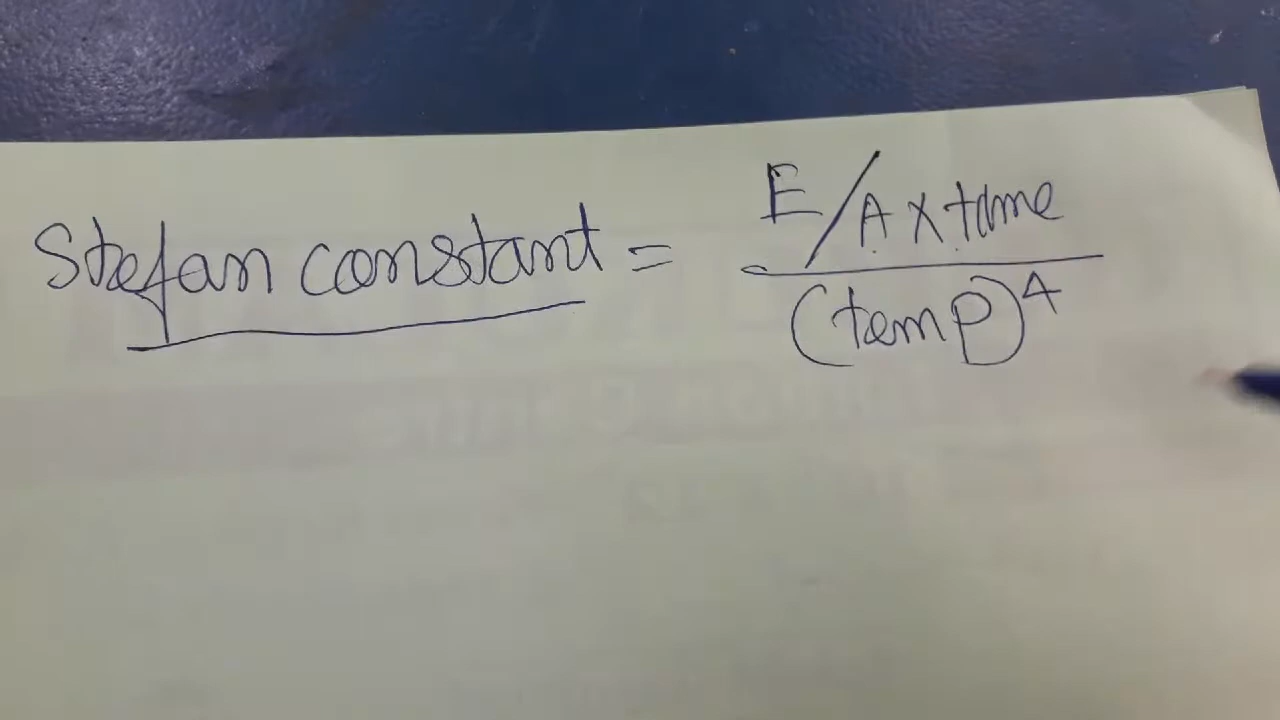 Stefan constant = E/A x time
(temp)4